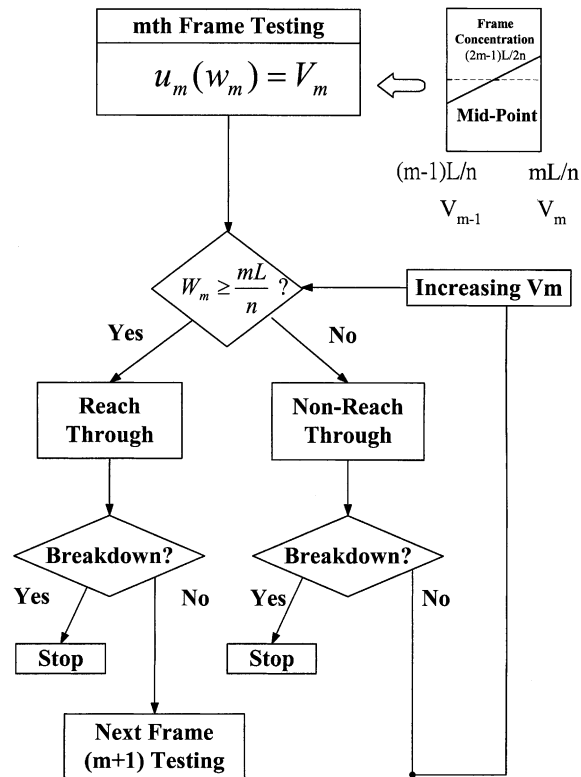 mth Frame Testing
u_m(w_m) = V_m
Frame
Concentration
(2m-1)L/2n
Mid-Point
(m-1)L/n mL/n
V_{m-1} V_m
W_m ≥ mL/n ?
Increasing Vm
Yes No
Reach
Through
Non-Reach
Through
Breakdown? Breakdown?
Yes No Yes No
Stop Stop
Next Frame
(m+1) Testing